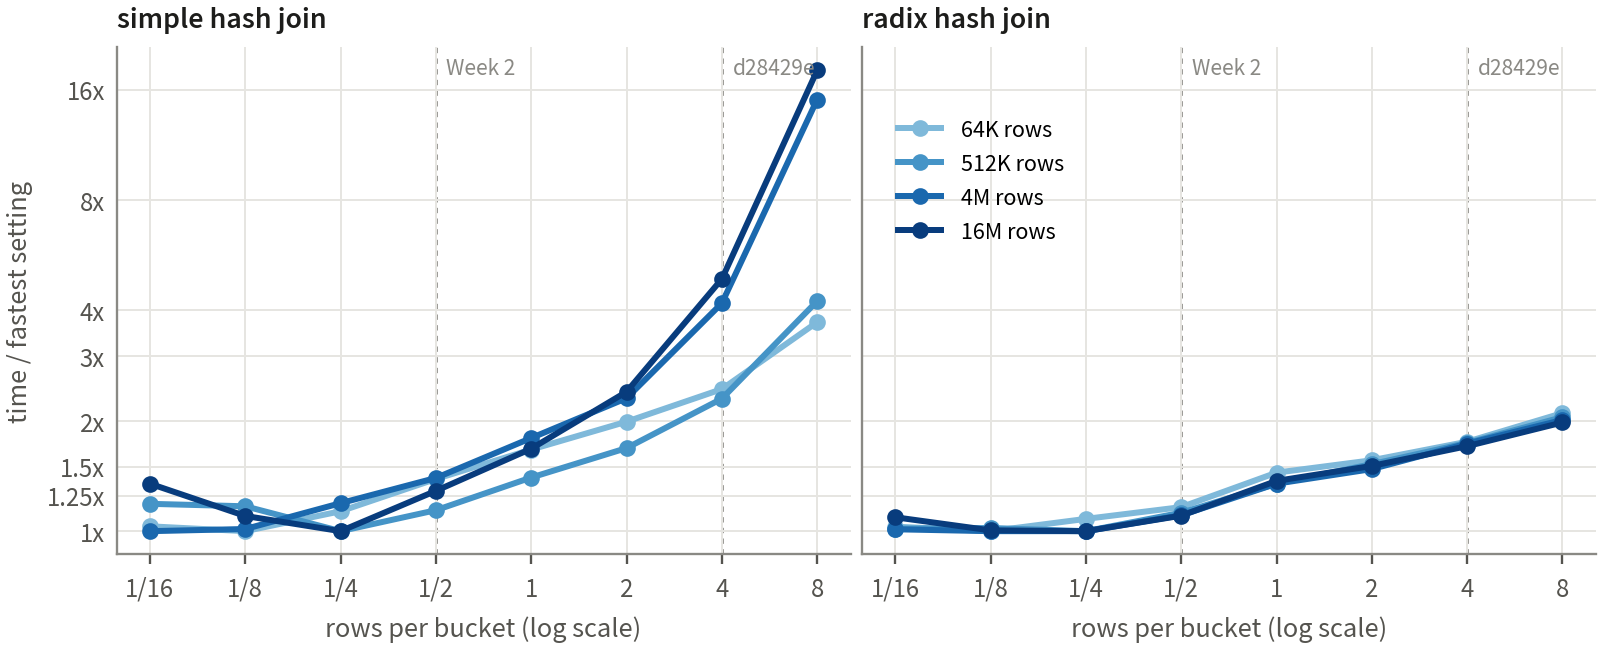 simple hash join
radix hash join
Week 2
d28429e
Week 2
d28429e
16x
8x
4x
3x
2x
1.5x
1.25x
1x
time / fastest setting
64K rows
512K rows
4M rows
16M rows
1/16 1/8 1/4 1/2 1 2 4 8
1/16 1/8 1/4 1/2 1 2 4 8
rows per bucket (log scale)
rows per bucket (log scale)